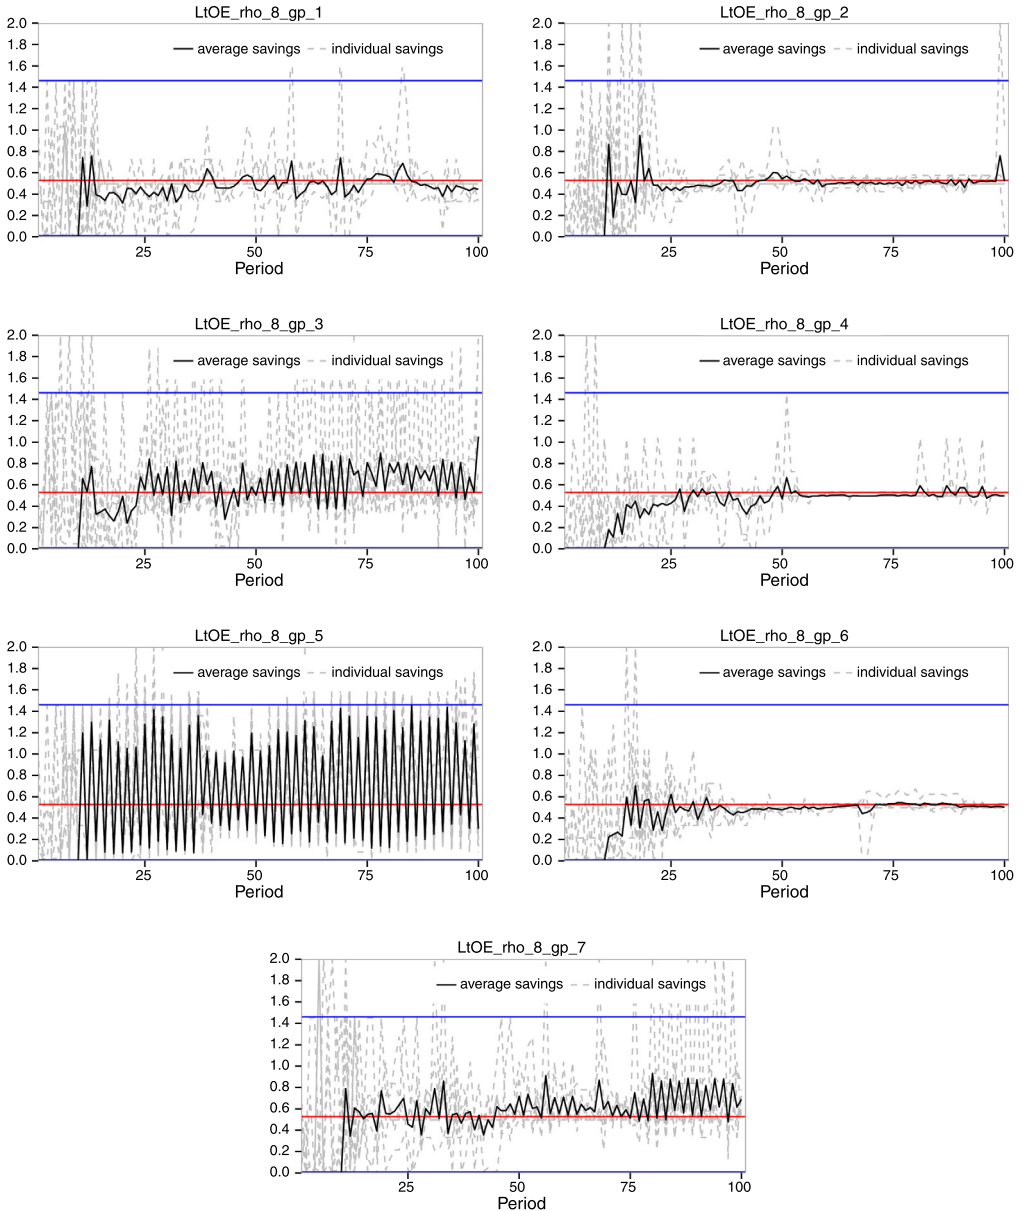 LtOE_rho_8_gp_1
2.0
1.8
1.6
1.4
1.2
1.0
0.8
0.6
0.4
0.2
0.0
average savings individual savings
25 50 75 100
Period
LtOE_rho_8_gp_2
2.0
1.8
1.6
1.4
1.2
1.0
0.8
0.6
0.4
0.2
0.0
average savings individual savings
25 50 75 100
Period
LtOE_rho_8_gp_3
2.0
1.8
1.6
1.4
1.2
1.0
0.8
0.6
0.4
0.2
0.0
average savings individual savings
25 50 75 100
Period
LtOE_rho_8_gp_4
2.0
1.8
1.6
1.4
1.2
1.0
0.8
0.6
0.4
0.2
0.0
average savings individual savings
25 50 75 100
Period
LtOE_rho_8_gp_5
2.0
1.8
1.6
1.4
1.2
1.0
0.8
0.6
0.4
0.2
0.0
average savings individual savings
25 50 75 100
Period
LtOE_rho_8_gp_6
2.0
1.8
1.6
1.4
1.2
1.0
0.8
0.6
0.4
0.2
0.0
average savings individual savings
25 50 75 100
Period
LtOE_rho_8_gp_7
2.0
1.8
1.6
1.4
1.2
1.0
0.8
0.6
0.4
0.2
0.0
average savings individual savings
25 50 75 100
Period